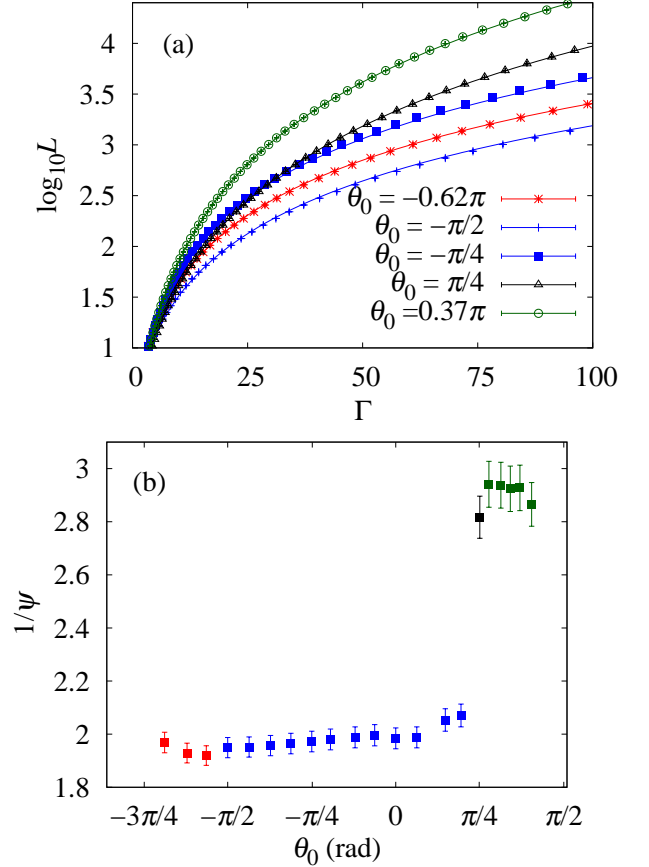 (a)
4
3.5
3
2.5
2
1.5
1
log₁₀L
θ₀ = −0.62π
θ₀ = −π/2
θ₀ = −π/4
θ₀ = π/4
θ₀ =0.37π
0 25 50 75 100
Γ
(b)
3
2.8
2.6
2.4
2.2
2
1.8
1/ψ
−3π/4 −π/2 −π/4 0 π/4 π/2
θ₀ (rad)